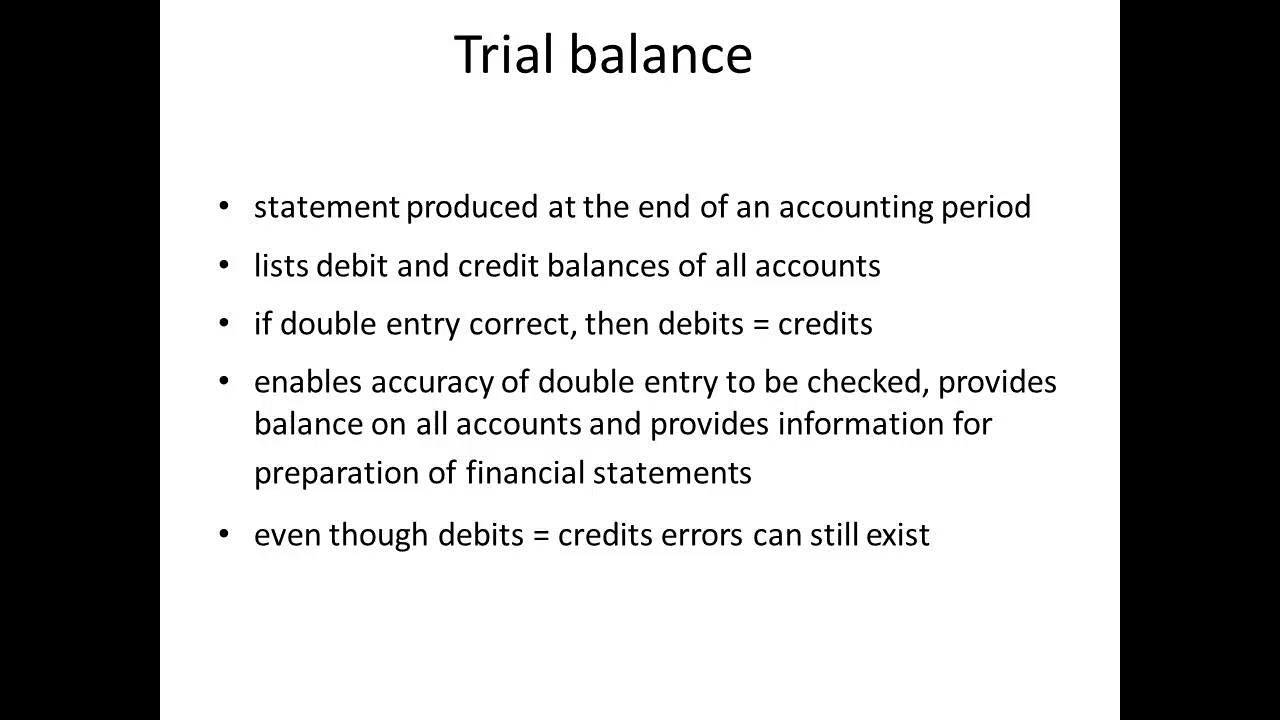 Trial balance
• statement produced at the end of an accounting period
• lists debit and credit balances of all accounts
• if double entry correct, then debits = credits
• enables accuracy of double entry to be checked, provides
balance on all accounts and provides information for
preparation of financial statements
• even though debits = credits errors can still exist